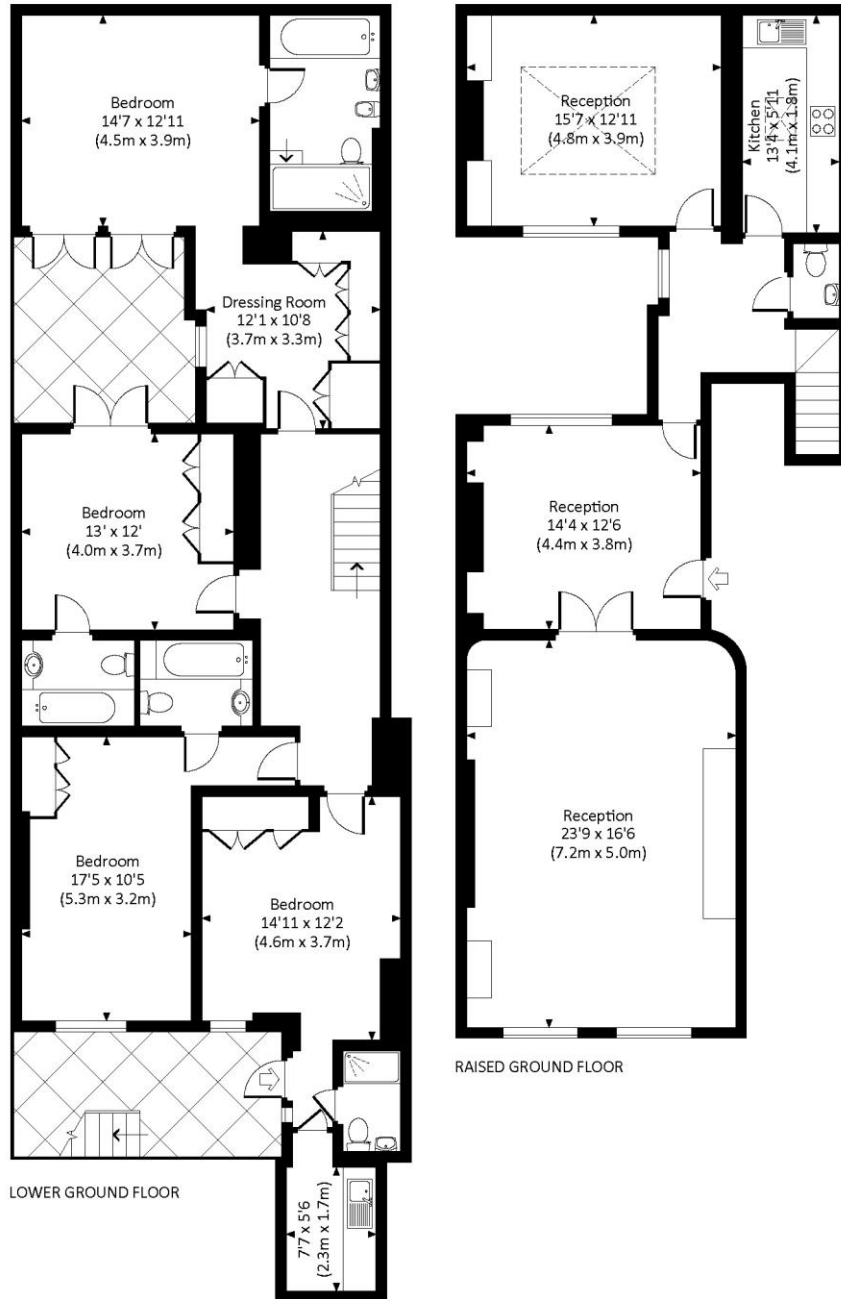 Bedroom
14'7 x 12'11
(4.5m x 3.9m)
Dressing Room
12'1 x 10'8
(3.7m x 3.3m)
Bedroom
13' x 12'
(4.0m x 3.7m)
Bedroom
17'5 x 10'5
(5.3m x 3.2m)
Bedroom
14'11 x 12'2
(4.6m x 3.7m)
7'7 x 5'6
(2.3m x 1.7m)
LOWER GROUND FLOOR
Reception
15'7 x 12'11
(4.8m x 3.9m)
Kitchen
13'4 x 5'11
(4.1m x 1.8m)
Reception
14'4 x 12'6
(4.4m x 3.8m)
Reception
23'9 x 16'6
(7.2m x 5.0m)
RAISED GROUND FLOOR